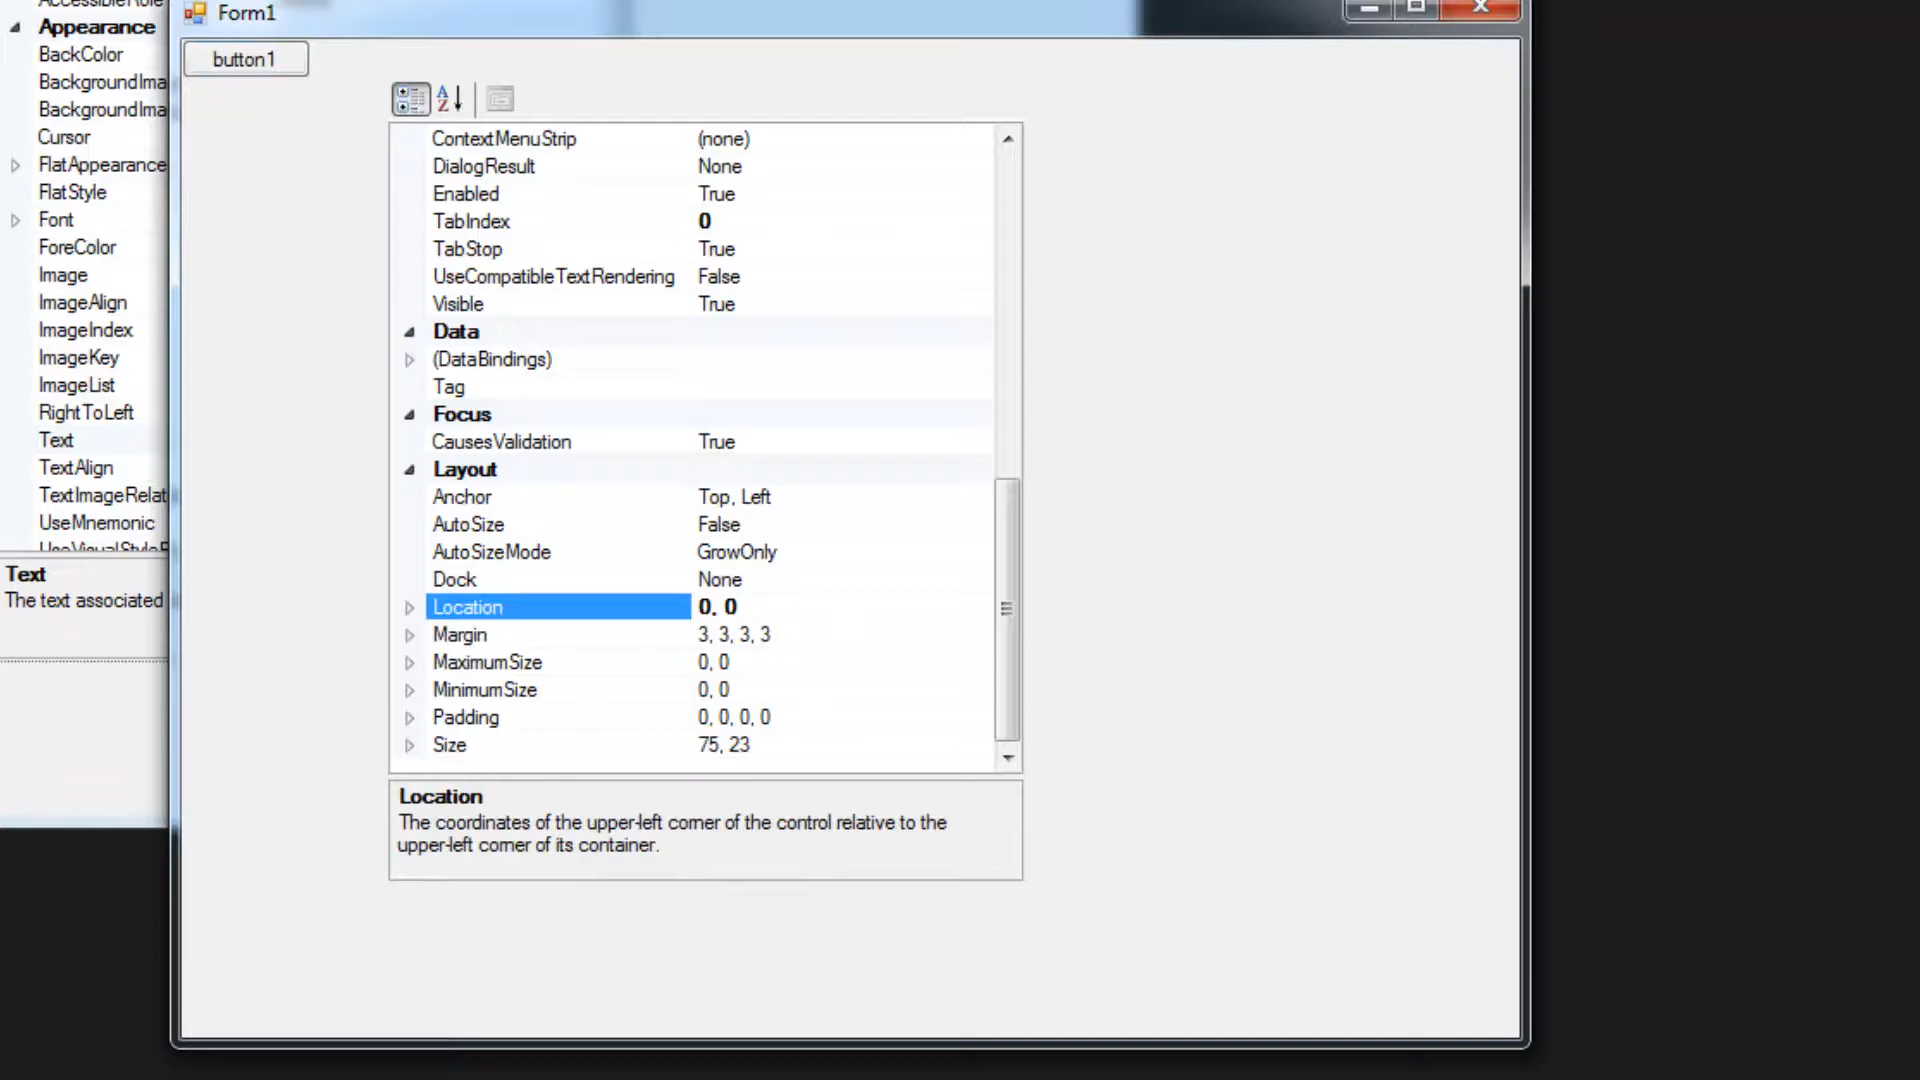 Form1
Appearance
BackColor
BackgroundIma
BackgroundIma
Cursor
FlatAppearance
FlatStyle
Font
ForeColor
Image
ImageAlign
ImageIndex
ImageKey
ImageList
RightToLeft
Text
TextAlign
TextImageRelat
UseMnemonic
Text
The text associated
button1
ContextMenuStrip (none)
DialogResult None
Enabled True
TabIndex 0
TabStop True
UseCompatibleTextRendering False
Visible True
Data
(DataBindings)
Tag
Focus
CausesValidation True
Layout
Anchor Top, Left
AutoSize False
AutoSizeMode GrowOnly
Dock None
Location 0, 0
Margin 3, 3, 3, 3
MaximumSize 0, 0
MinimumSize 0, 0
Padding 0, 0, 0, 0
Size 75, 23
Location
The coordinates of the upper-left corner of the control relative to the
upper-left corner of its container.